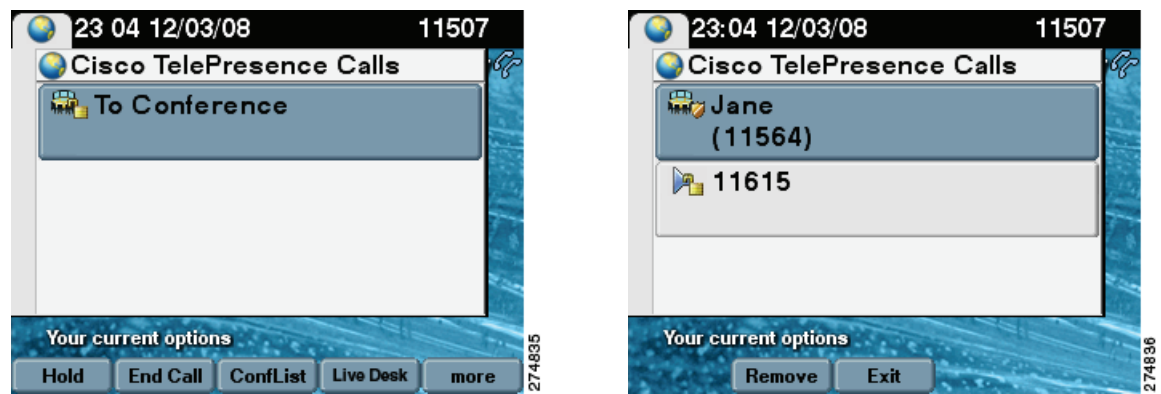 23 04 12/03/08 11507
Cisco TelePresence Calls
To Conference
Your current options
Hold End Call ConfList Live Desk more
274835
23:04 12/03/08 11507
Cisco TelePresence Calls
Jane
(11564)
11615
Your current options
Remove Exit
274836